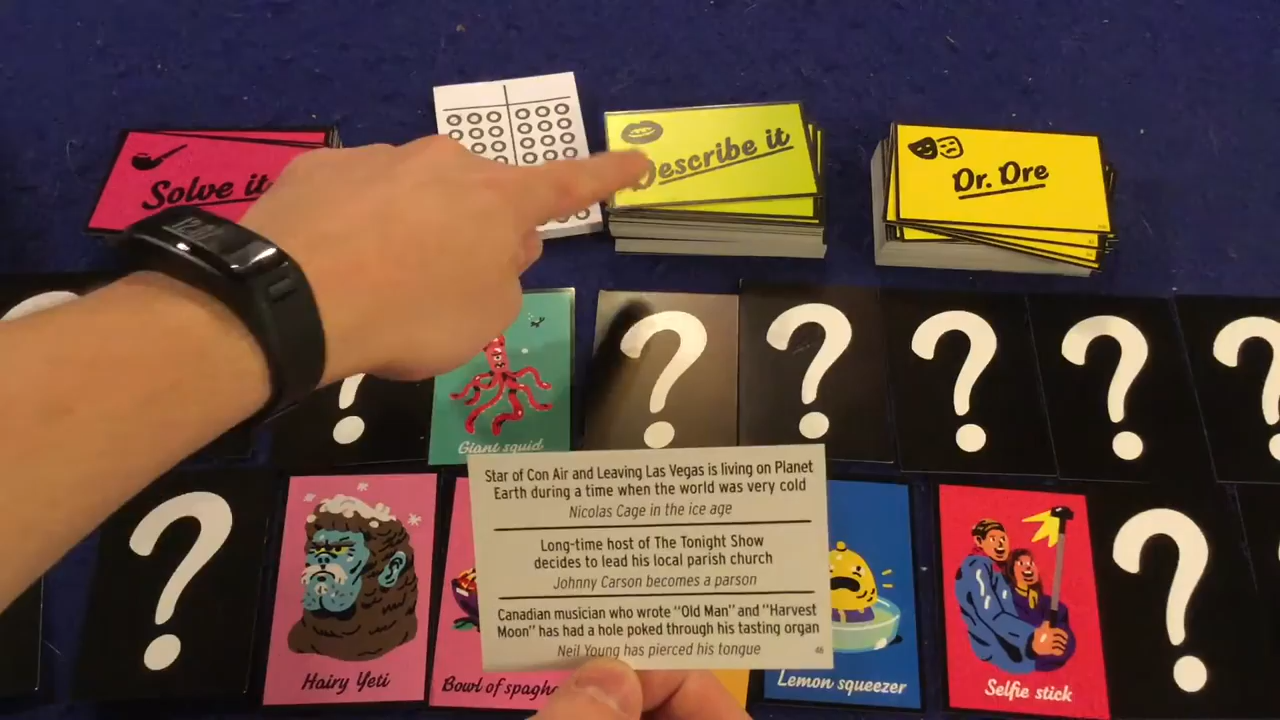 Solve it
Describe it
Dr. Dre
?
Giant squid
?
?
?
?
?
?
Hairy Yeti
Bowl of
Star of Con Air and Leaving Las Vegas is living on Planet
Earth during a time when the world was very cold
Nicolas Cage in the ice age
Long-time host of The Tonight Show
decides to lead his local parish church
Johnny Carson becomes a parson
Canadian musician who wrote "Old Man" and "Harvest
Moon" has had a hole poked through his tasting organ
Neil Young has pierced his tongue
46
Lemon squeezer
Selfie stick
?